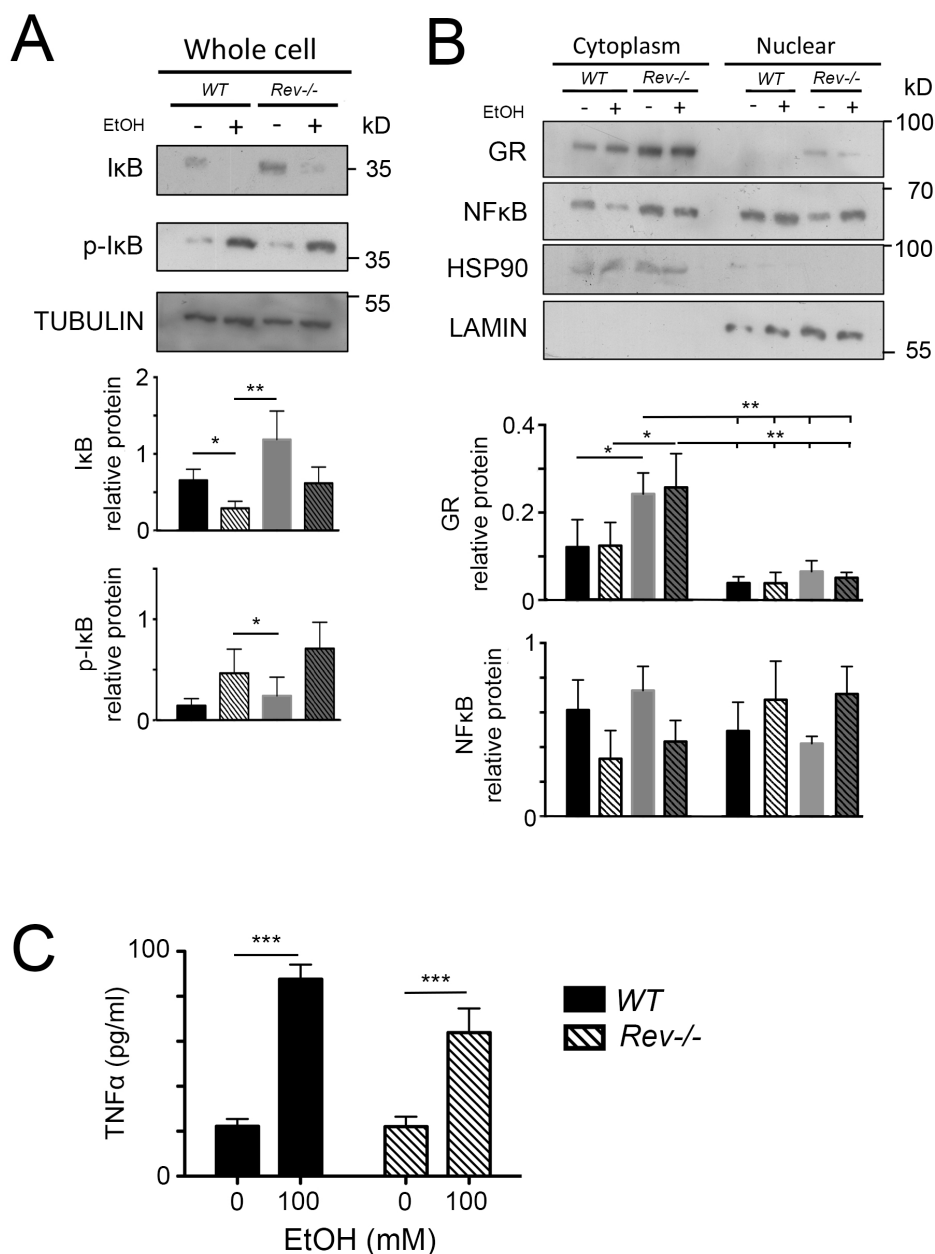 A
Whole cell
WT Rev-/-
EtOH - + - + kD
IκB 35
p-IκB 35
55
TUBULIN
2
**
*
1
0
IκB
relative protein
*
1
0
p-IκB
relative protein
B
Cytoplasm Nuclear
WT Rev-/- WT Rev-/- kD
EtOH - + - + - + - +
100
GR
70
NFκB
100
HSP90
LAMIN
55
**
0.4
* * **
0.2
0
GR
relative protein
1
0
NFκB
relative protein
C
100
***
***
0
TNFα (pg/ml)
0 100 0 100
EtOH (mM)
WT
Rev-/-